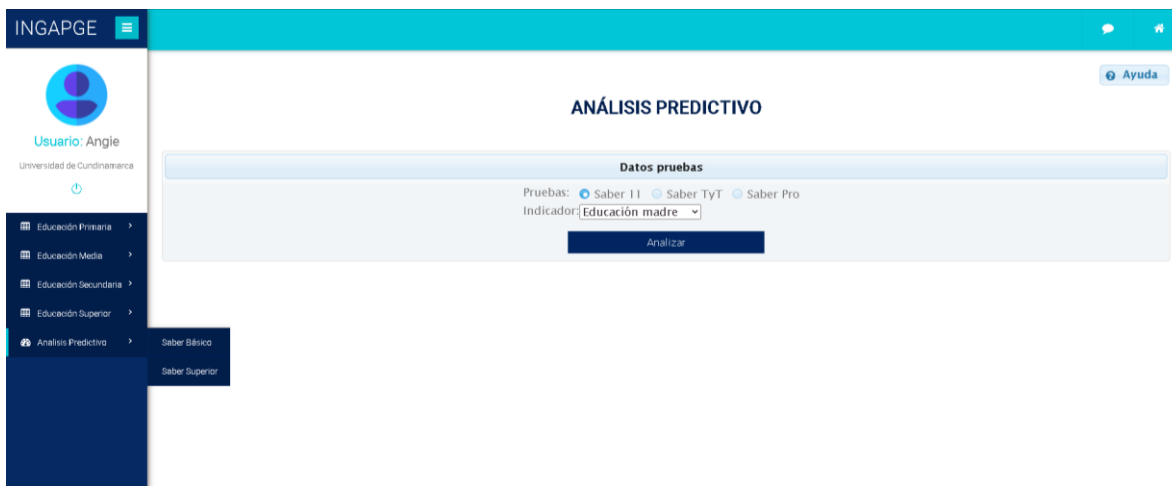 INGAPGE
Ayuda
ANÁLISIS PREDICTIVO
Usuario: Angie
Universidad de Cundinamarca
Datos pruebas
Pruebas: Saber 11 Saber TyT Saber Pro
Indicador: Educación madre
Analizar
Educación Primaria
Educación Media
Educación Secundaria
Educación Superior
Analisis Predictivo
Saber Básico
Saber Superior